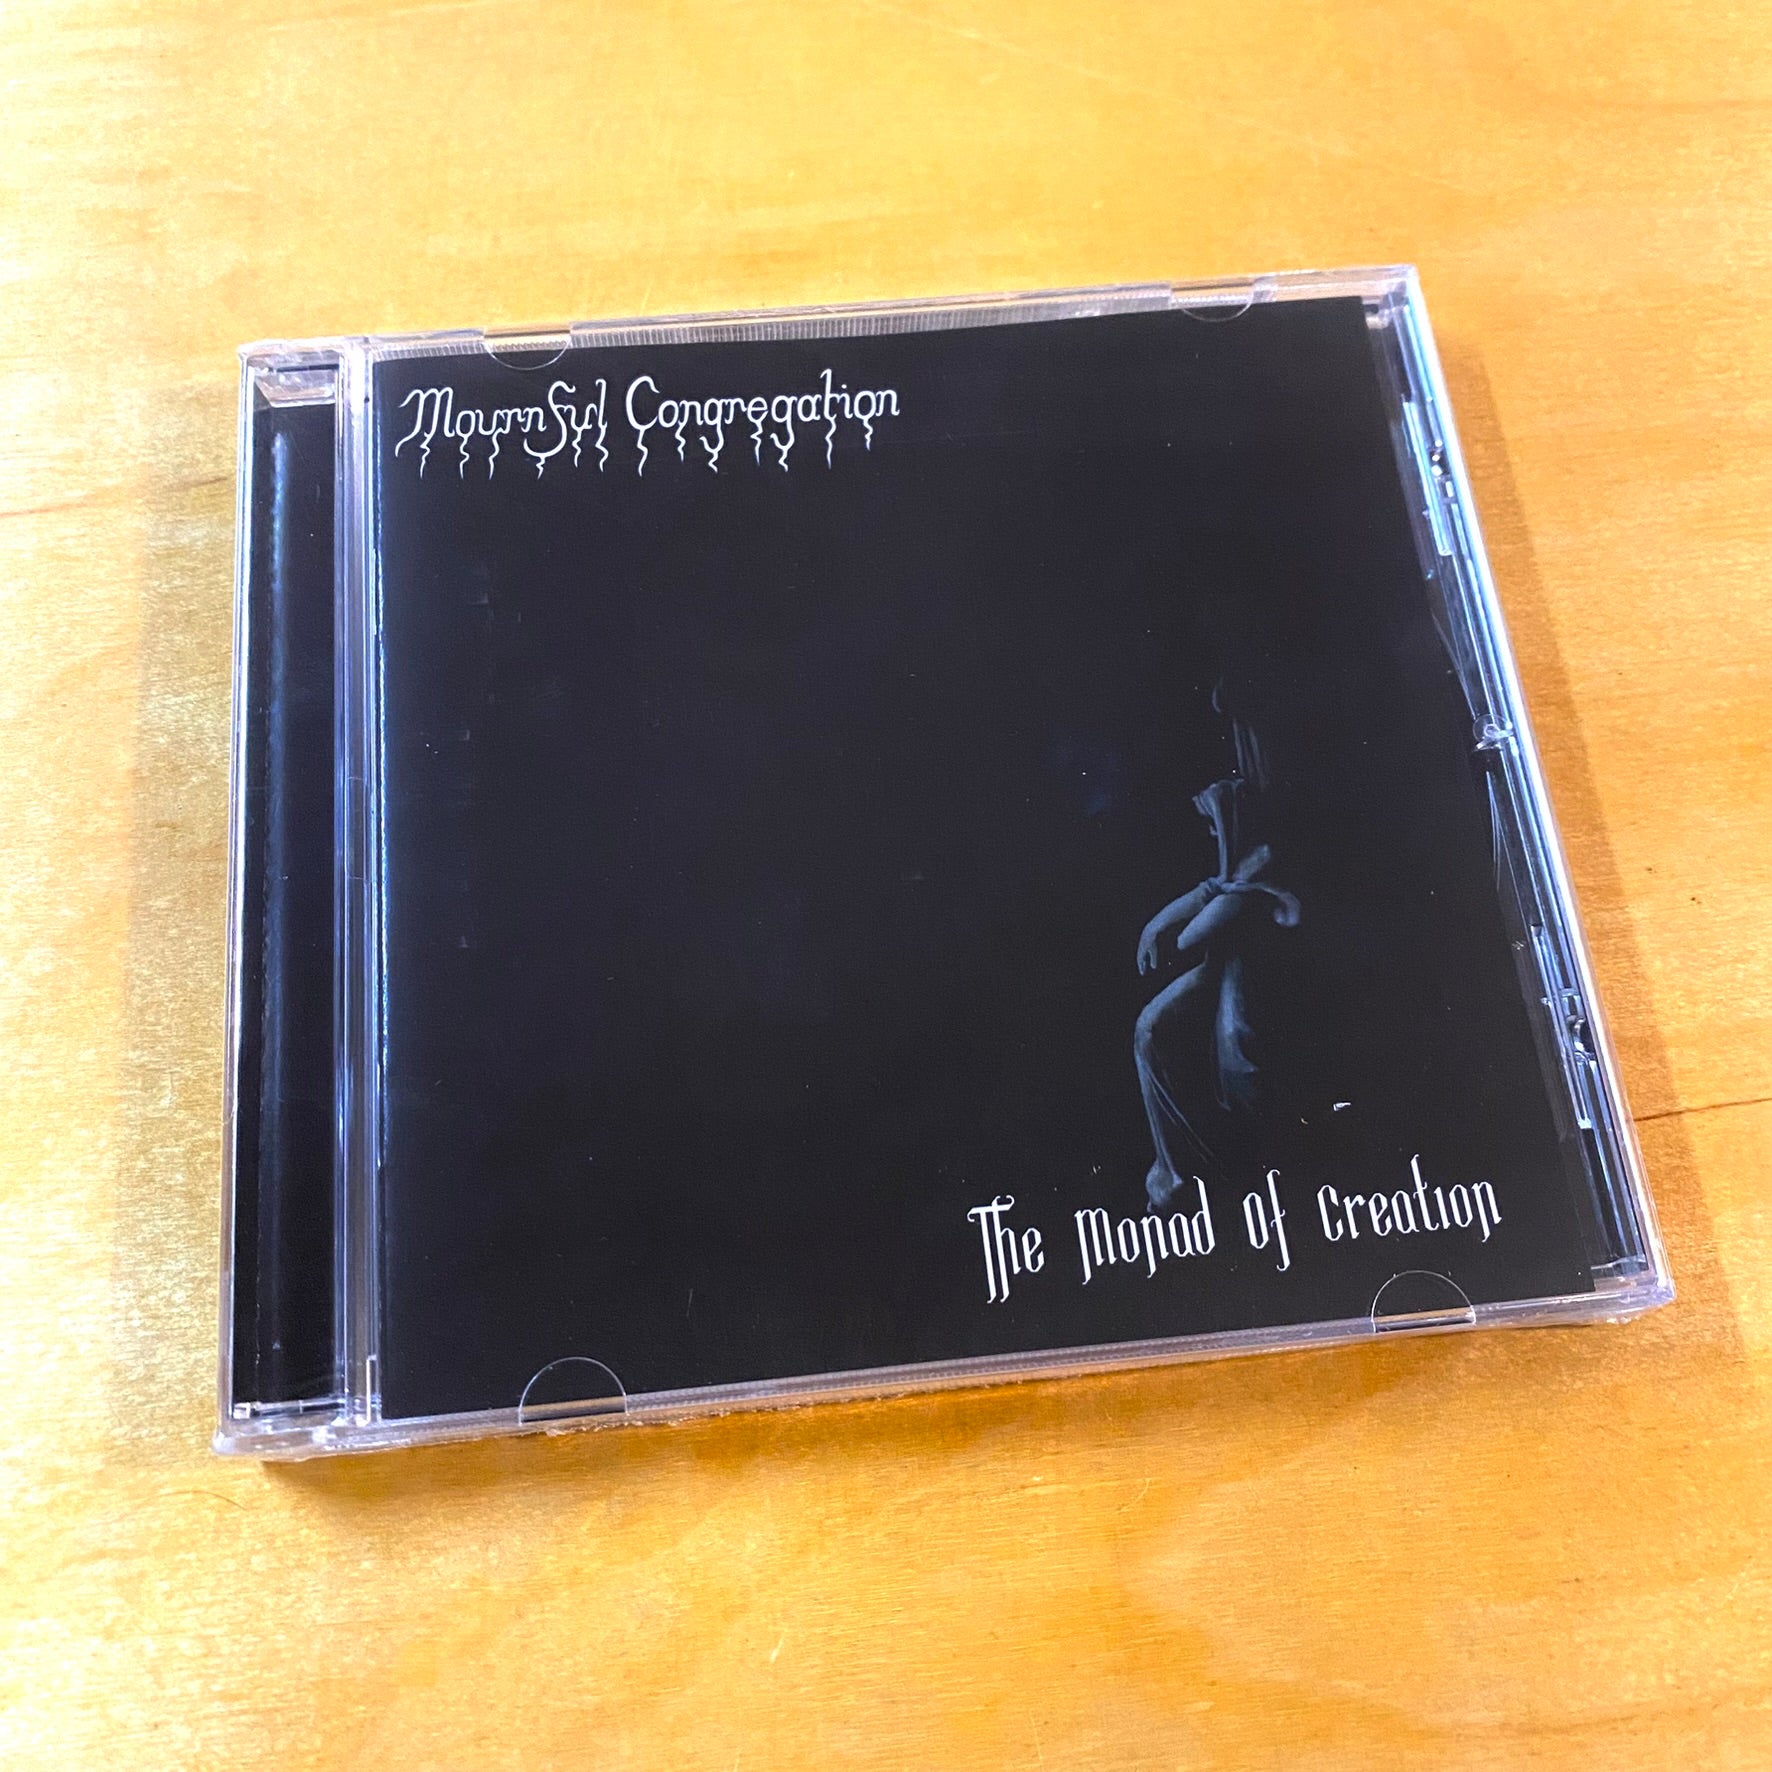 Mournful Congregation
The Monad of Creation